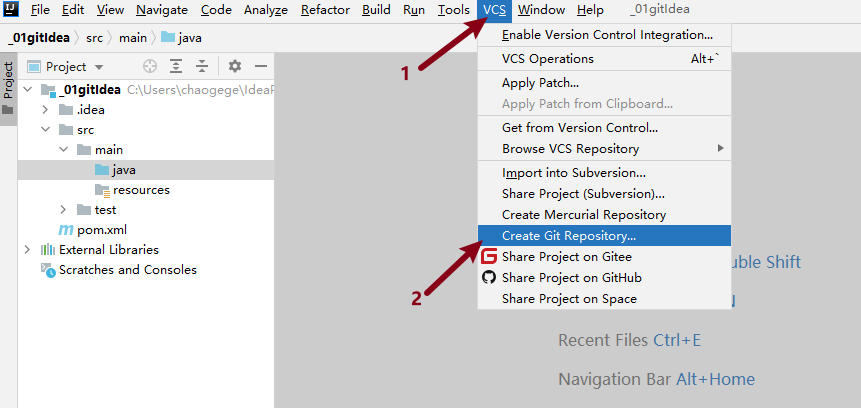 File Edit View Navigate Code Analyze Refactor Build Run Tools VCS Window Help _01gitIdea
_01gitIdea src main java
Project
Project
_01gitIdea C:\Users\chaogege\IdeaP
.idea
src
main
java
resources
test
pom.xml
External Libraries
Scratches and Consoles
1
2
Enable Version Control Integration...
VCS Operations Alt+`
Apply Patch...
Apply Patch from Clipboard...
Get from Version Control...
Browse VCS Repository
Import into Subversion...
Share Project (Subversion)...
Create Mercurial Repository
Create Git Repository...
Share Project on Gitee
Share Project on GitHub
Share Project on Space
uble Shift
Recent Files Ctrl+E
Navigation Bar Alt+Home